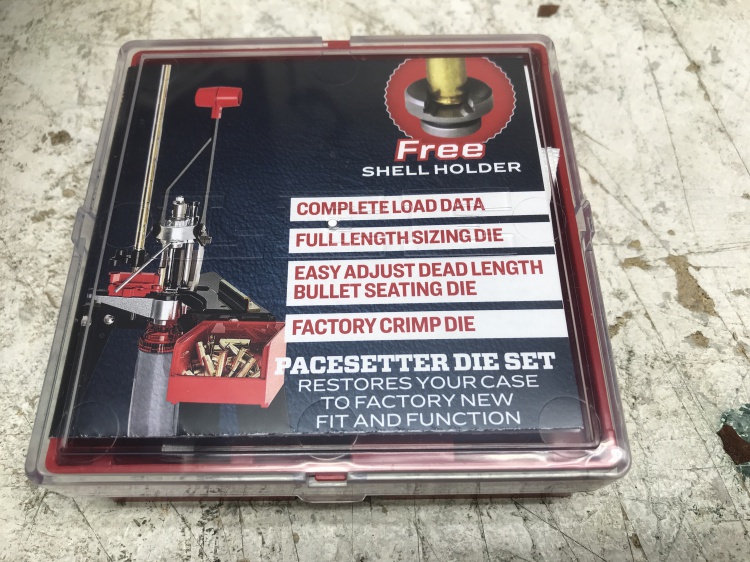 Free
SHELL HOLDER
COMPLETE LOAD DATA
FULL LENGTH SIZING DIE
EASY ADJUST DEAD LENGTH
BULLET SEATING DIE
FACTORY CRIMP DIE
PACESETTER DIE SET
RESTORES YOUR CASE
TO FACTORY NEW
FIT AND FUNCTION